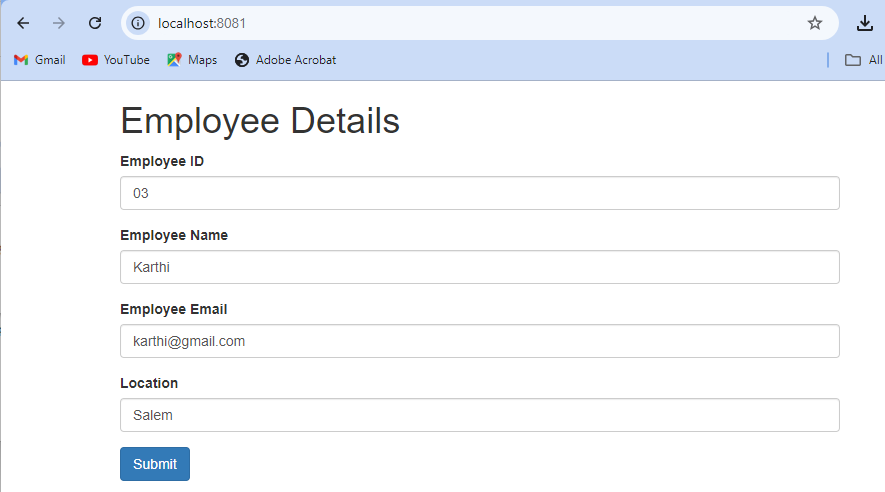 localhost:8081
Gmail YouTube Maps Adobe Acrobat All
Employee Details
Employee ID
03
Employee Name
Karthi
Employee Email
karthi@gmail.com
Location
Salem
Submit